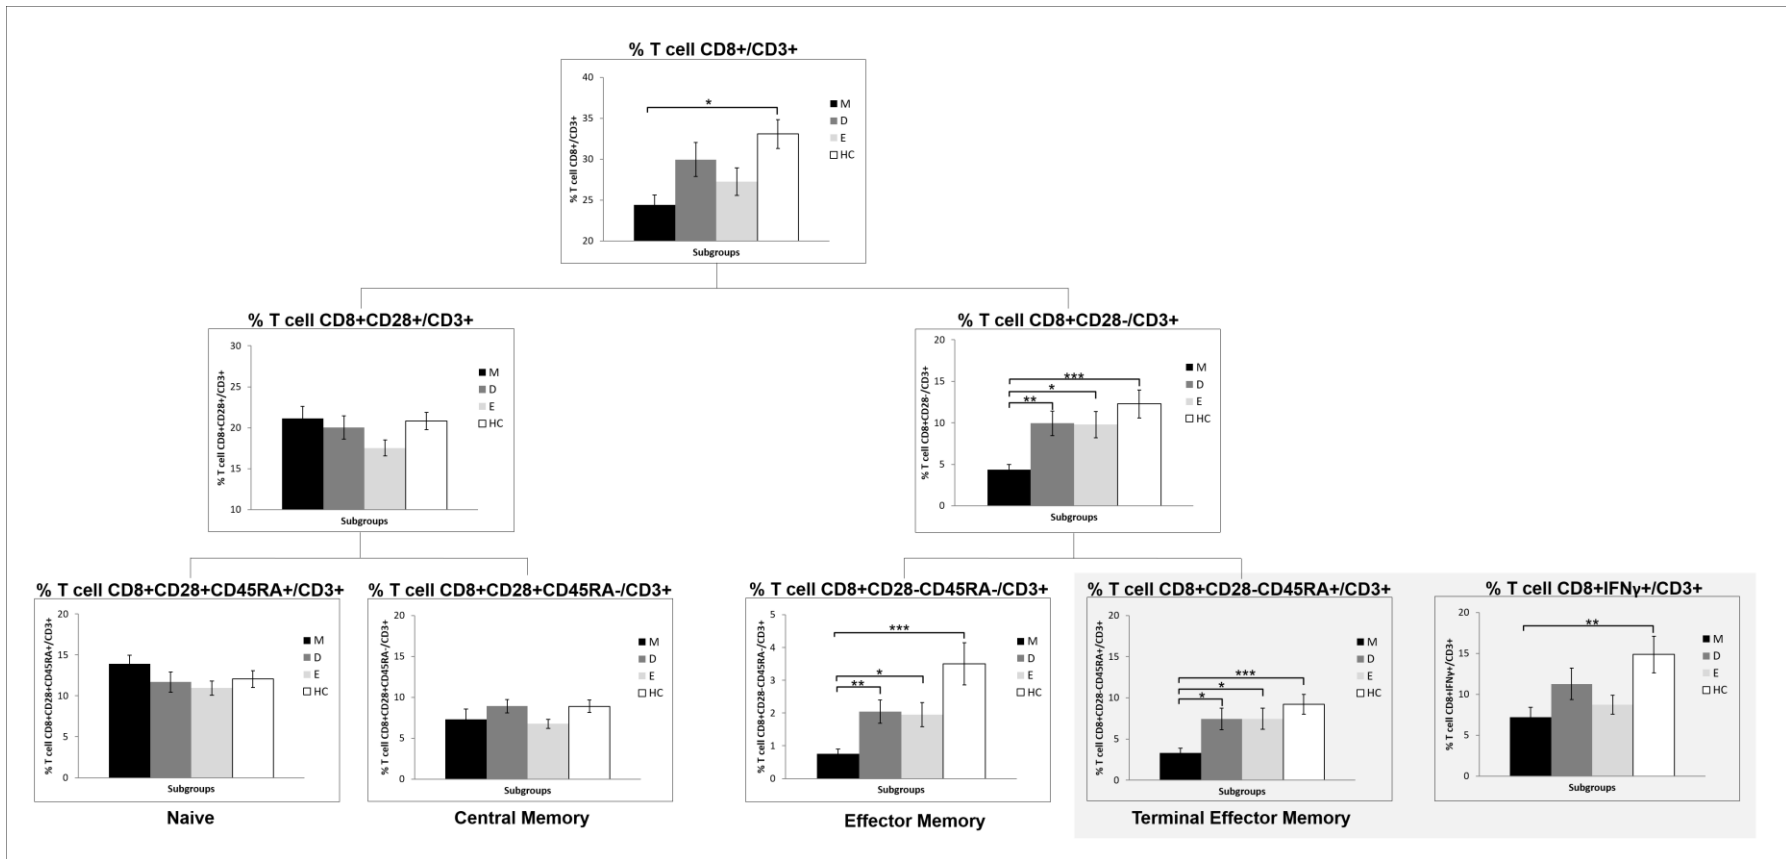 % T cell CD8+/CD3+
40
35
30
25
20
% T cell CD8+/CD3+
*
M
D
E
HC
Subgroups
% T cell CD8+CD28+/CD3+
30
25
20
15
10
% T cell CD8+CD28+/CD3+
M
D
E
HC
Subgroups
% T cell CD8+CD28-/CD3+
20
15
10
5
0
% T cell CD8+CD28-/CD3+
***
*
**
M
D
E
HC
Subgroups
% T cell CD8+CD28+CD45RA+/CD3+
20
15
10
5
0
% T cell CD8+CD28+CD45RA+/CD3+
M
D
E
HC
Subgroups
Naive
% T cell CD8+CD28+CD45RA-/CD3+
20
15
10
5
0
% T cell CD8+CD28+CD45RA-/CD3+
M
D
E
HC
Subgroups
Central Memory
% T cell CD8+CD28-CD45RA-/CD3+
5
4
3
2
1
0
% T cell CD8+CD28-CD45RA-/CD3+
***
*
**
M
D
E
HC
Subgroups
Effector Memory
% T cell CD8+CD28-CD45RA+/CD3+
20
15
10
5
0
% T cell CD8+CD28-CD45RA+/CD3+
***
*
*
M
D
E
HC
Subgroups
Terminal Effector Memory
% T cell CD8+IFNγ+/CD3+
20
15
10
5
0
% T cell CD8+IFNγ+/CD3+
**
M
D
E
HC
Subgroups